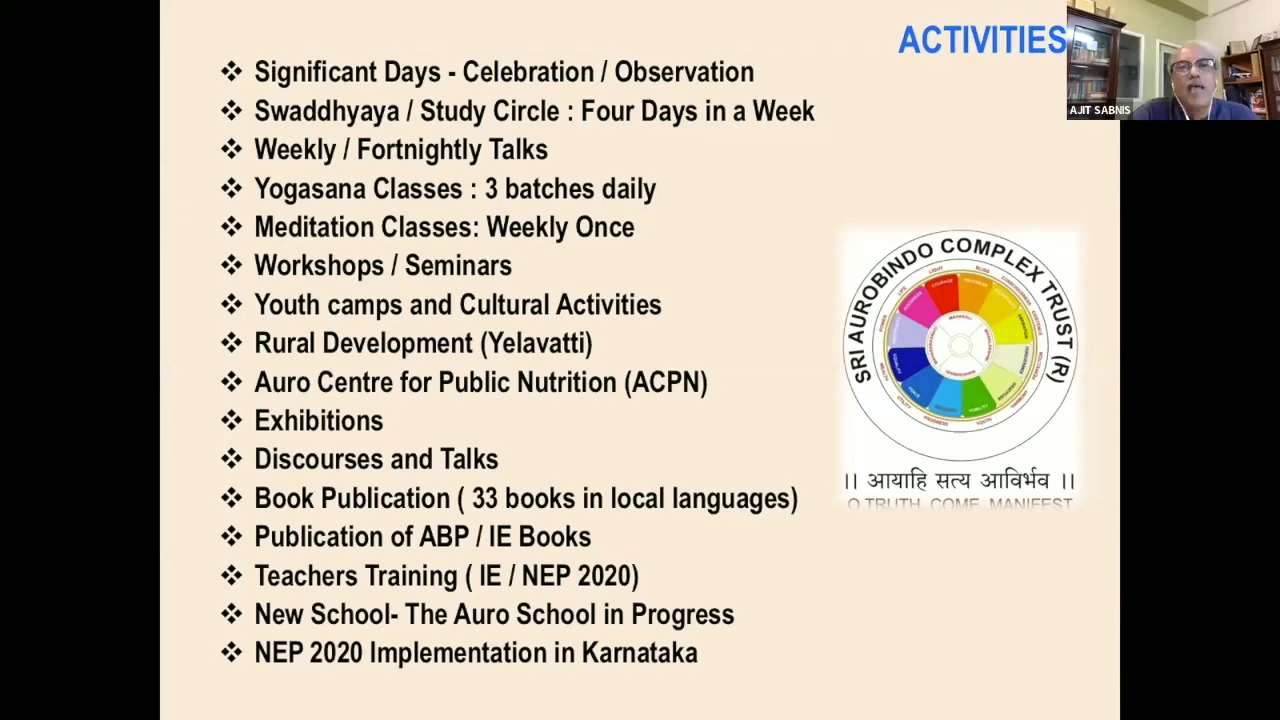 ACTIVITIES
AJIT SABNIS
❖ Significant Days - Celebration / Observation
❖ Swaddhyaya / Study Circle : Four Days in a Week
❖ Weekly / Fortnightly Talks
❖ Yogasana Classes : 3 batches daily
❖ Meditation Classes: Weekly Once
❖ Workshops / Seminars
❖ Youth camps and Cultural Activities
❖ Rural Development (Yelavatti)
❖ Auro Centre for Public Nutrition (ACPN)
❖ Exhibitions
❖ Discourses and Talks
❖ Book Publication ( 33 books in local languages)
❖ Publication of ABP / IE Books
❖ Teachers Training ( IE / NEP 2020)
❖ New School- The Auro School in Progress
❖ NEP 2020 Implementation in Karnataka
SRI AUROBINDO COMPLEX TRUST (R)
।। आयाहि सत्य आविर्भव ।।
O TRUTH COME MANIFEST